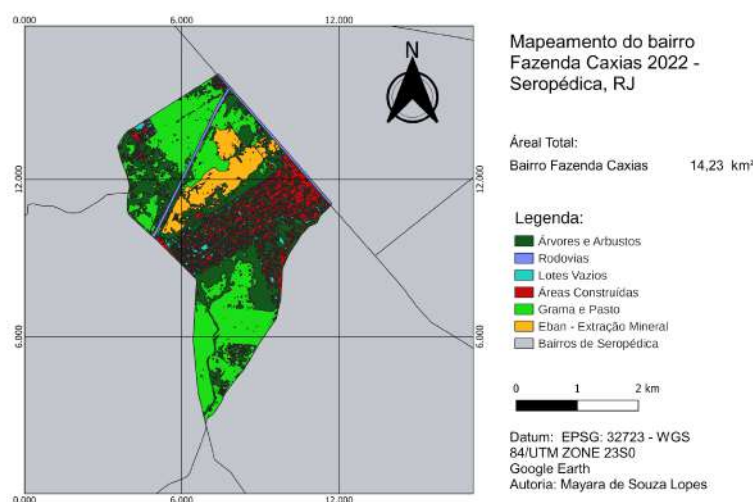 0.000
6.000
12.000
N
12.000
12.000
6.000
6.000
0.000
6.000
12.000
Mapeamento do bairro
Fazenda Caxias 2022 -
Seropédica, RJ
Áreal Total:
Bairro Fazenda Caxias 14,23 km²
Legenda:
Árvores e Arbustos
Rodovias
Lotes Vazios
Áreas Construídas
Grama e Pasto
Eban - Extração Mineral
Bairros de Seropédica
0 1 2 km
Datum: EPSG: 32723 - WGS
84/UTM ZONE 23S0
Google Earth
Autoria: Mayara de Souza Lopes